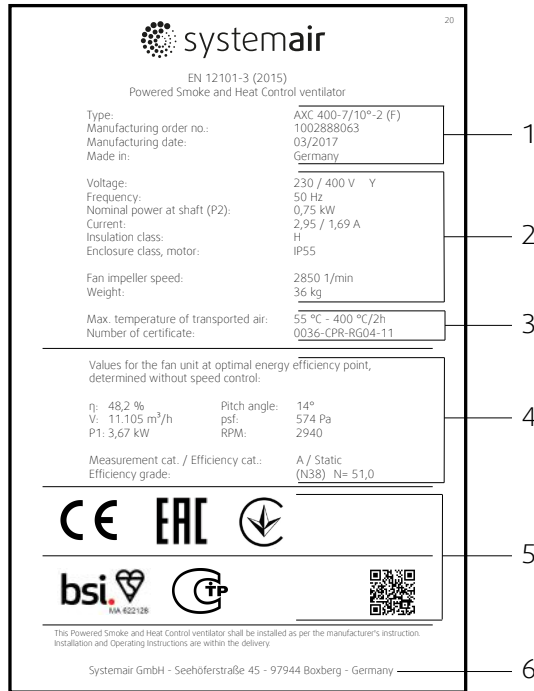 20
systemair
EN 12101-3 (2015)
Powered Smoke and Heat Control ventilator
Type: AXC 400-7/10°-2 (F)
Manufacturing order no.: 1002888063
Manufacturing date: 03/2017
Made in: Germany
1
Voltage: 230 / 400 V Y
Frequency: 50 Hz
Nominal power at shaft (P2): 0,75 kW
Current: 2,95 / 1,69 A
Insulation class: H
Enclosure class, motor: IP55
Fan impeller speed: 2850 1/min
Weight: 36 kg
2
Max. temperature of transported air: 55 °C - 400 °C/2h
Number of certificate: 0036-CPR-RG04-11
3
Values for the fan unit at optimal energy efficiency point,
determined without speed control:
η: 48,2 % Pitch angle: 14°
V: 11.105 m³/h psf: 574 Pa
P1: 3,67 kW RPM: 2940
Measurement cat. / Efficiency cat.: A / Static
Efficiency grade: (N38) N= 51,0
4
CE EAC
bsi. CTP
MA 622128
5
This Powered Smoke and Heat Control ventilator shall be installed as per the manufacturer's instruction.
Installation and Operating Instructions are within the delivery.
Systemair GmbH - Seehöferstraße 45 - 97944 Boxberg - Germany
6